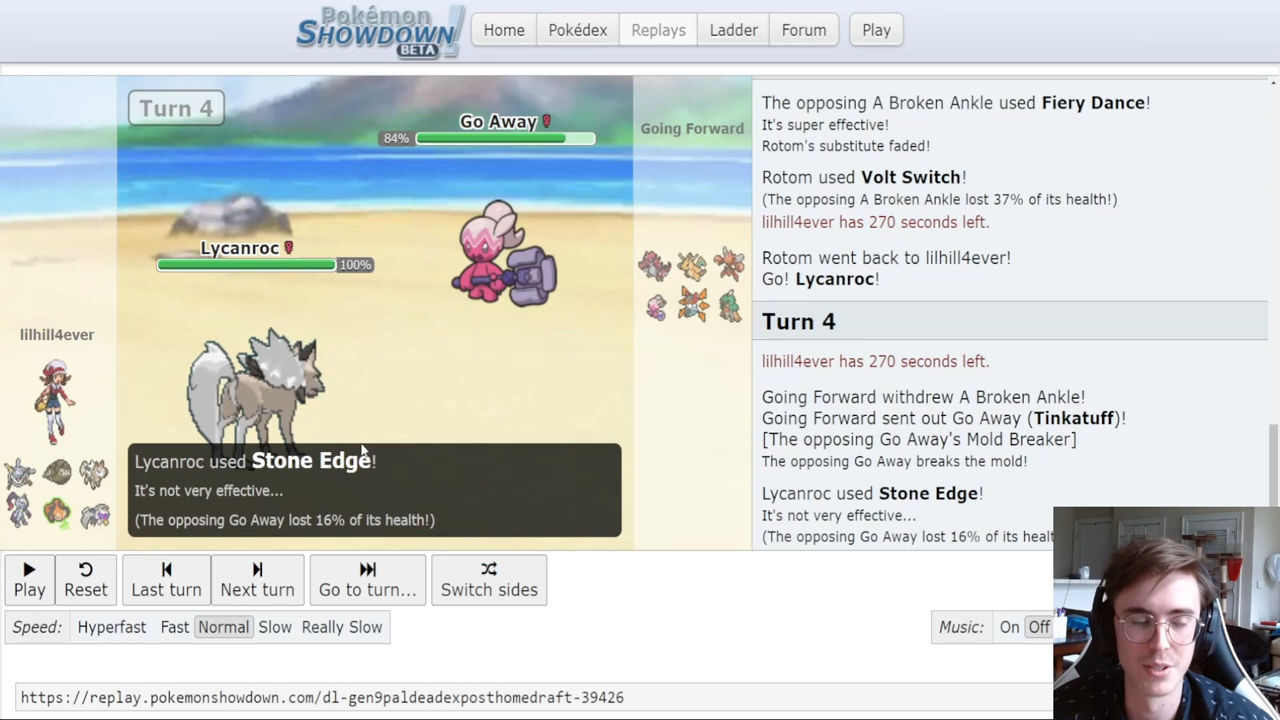 Pokémon
SHOWDOWN!
BETA
Home
Pokédex
Replays
Ladder
Forum
Play
Turn 4
Go Away
84%
Going Forward
Lycanroc
100%
lilhill4ever
Lycanroc used Stone Edge!
It's not very effective...
(The opposing Go Away lost 16% of its health!)
The opposing A Broken Ankle used Fiery Dance!
It's super effective!
Rotom's substitute faded!
Rotom used Volt Switch!
(The opposing A Broken Ankle lost 37% of its health!)
lilhill4ever has 270 seconds left.
Rotom went back to lilhill4ever!
Go! Lycanroc!
Turn 4
lilhill4ever has 270 seconds left.
Going Forward withdrew A Broken Ankle!
Going Forward sent out Go Away (Tinkatuff)!
[The opposing Go Away's Mold Breaker]
The opposing Go Away breaks the mold!
Lycanroc used Stone Edge!
It's not very effective...
(The opposing Go Away lost 16% of its healt
Play
Reset
Last turn
Next turn
Go to turn...
Switch sides
Speed:
Hyperfast
Fast
Normal
Slow
Really Slow
Music:
On
Off
https://replay.pokemonshowdown.com/dl-gen9paldeadexposthomedraft-39426